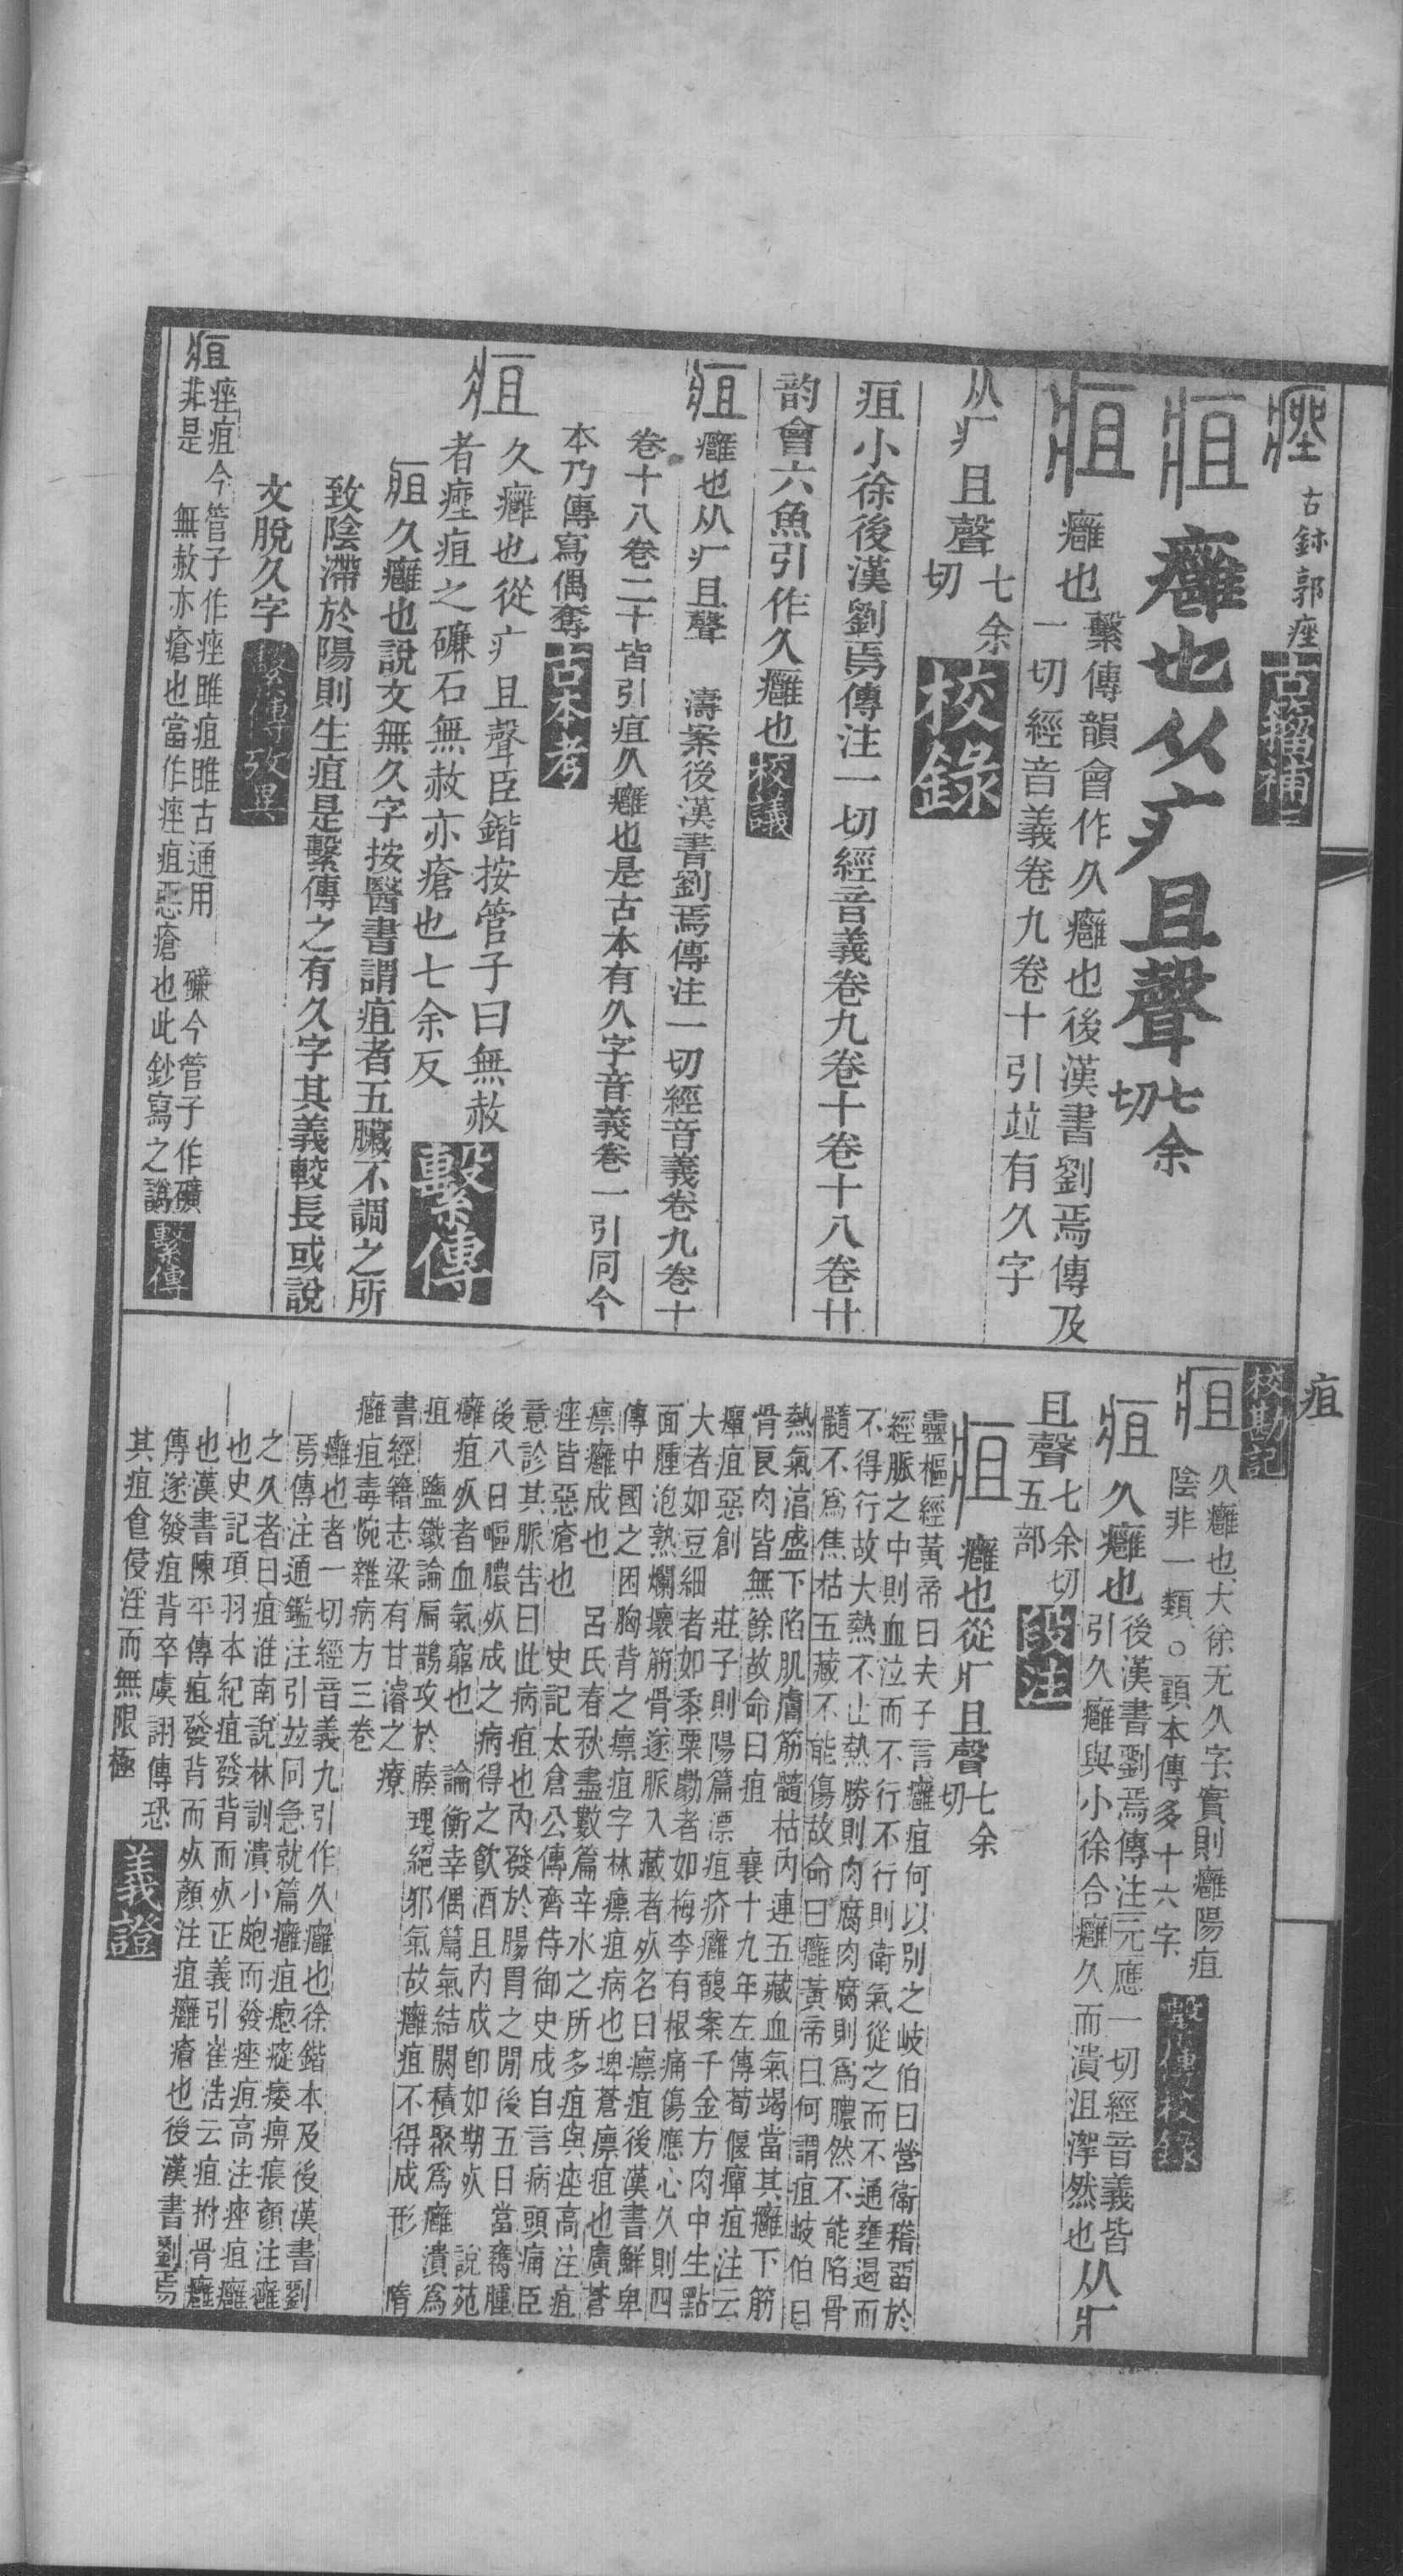 疽
古鉢郭痤
古籀補
疽
癰也从疒且聲七余切
疽
癰也繫傳韻會作久癰也後漢書劉焉傳及
一切經音義卷九卷十引竝有久字
从疒且聲七余切
校錄
疽小徐後漢劉焉傳注一切經音義卷九卷十卷十八卷廿
韵會六魚引作久癰也
校議
疽
癰也从疒且聲 濤案後漢書劉焉傳注一切經音義卷九卷十
卷十八卷二十皆引疽久癰也是古本有久字音義卷一引同今
本乃傳寫偶奪
古本考
疽
久癰也從疒且聲臣鍇按管子曰無赦
者痤疽之礦石無赦亦瘡也七余反
繫傳
疽久癰也說文無久字按醫書謂疽者五臟不調之所
致陰滯於陽則生疽是繫傳之有久字其義較長或說
文脫久字
繫傳攷異
疽
痤疽今管子作痤雎疽雎古通用 礦今管子作礦
非是 無赦亦瘡也當作痤疽惡瘡也此鈔寫之譌
繫傳
校勘記
疽
久癰也大徐无久字實則癰陽疽
陰非一類○顧本傳多十六字
繫傳校錄
疽
久癰也後漢書劉焉傳注元應一切經音義皆
引久癰與小徐合癰久而潰沮潪然也
从疒
且聲七余切五部
段注
疽
癰也從疒且聲七余切
靈樞經黃帝曰夫子言癰疽何以別之岐伯曰營衛稽畱於
經脈之中則血泣而不行不行則衛氣從之而不通壅遏而
不得行故大熱不止熱勝則肉腐肉腐則爲膿然不能陷骨
髓不爲焦枯五藏不能傷故命曰癰黃帝曰何謂疽岐伯曰
熱氣湻盛下陷肌膚筋髓枯內連五藏血氣竭當其癰下筋
骨良肉皆無餘故命曰疽 襄十九年左傳荀偃癉疽注云
癉疽惡創 莊子則陽篇漂疽疥癰馥案千金方肉中生點
大者如豆細者如黍粟劇者如梅李有根痛傷應心久則四
面腫泡熟爛壞筋骨遂脈入藏者㱙名曰瘭疽後漢書鮮卑
傳中國之困胸背之瘭疽字林瘭疽病也埤蒼瘭疽也廣蒼
瘭癰成也 呂氏春秋盡數篇辛水之所多疽與痤高注疽
痤皆惡瘡也 史記太倉公傳齊侍御史成自言病頭痛臣
意診其脈告曰此病疽也內發於腸胃之閒後五日當䧹腫
後八日嘔膿㱙成之病得之飲酒且內成卽如期㱙 說苑
癰疽㱙者血氣窮也 論衡幸偶篇氣結閼積聚爲癰潰爲
疽 鹽鐵論扁鵲攻於腠理絕邪氣故癰疽不得成形 隋
書經籍志梁有甘濬之療
癰疽毒惋雜病方三卷
癰也者一切經音義九引作久癰也徐鍇本及後漢書劉
焉傳注通鑑注引竝同急就篇癰疽瘛瘲痿痹痕顏注癰
之久者曰疽淮南說林訓潰小皰而發痤疽高注痤疽癰
也史記項羽本紀疽發背而㱙正義引崔浩云疽附骨癰
也漢書陳平傳疽發背而㱙顏注疽癰瘡也後漢書劉焉
傳遂發疽背卒虞詡傳恐
其疽食侵淫而無限極
義證